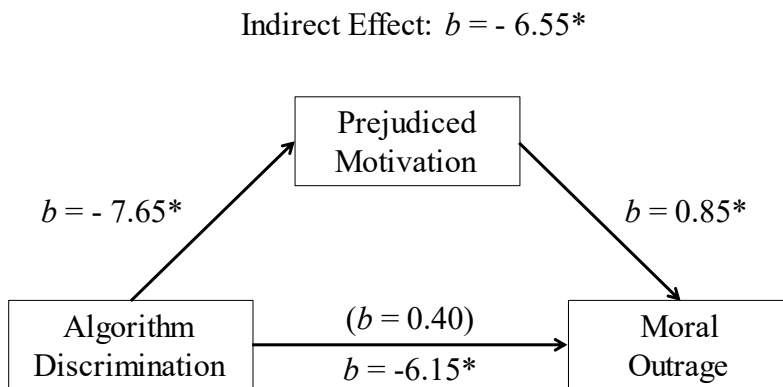 Indirect Effect: b = - 6.55*
Prejudiced
Motivation
b = - 7.65*
b = 0.85*
Algorithm
Discrimination
(b = 0.40)
b = -6.15*
Moral
Outrage